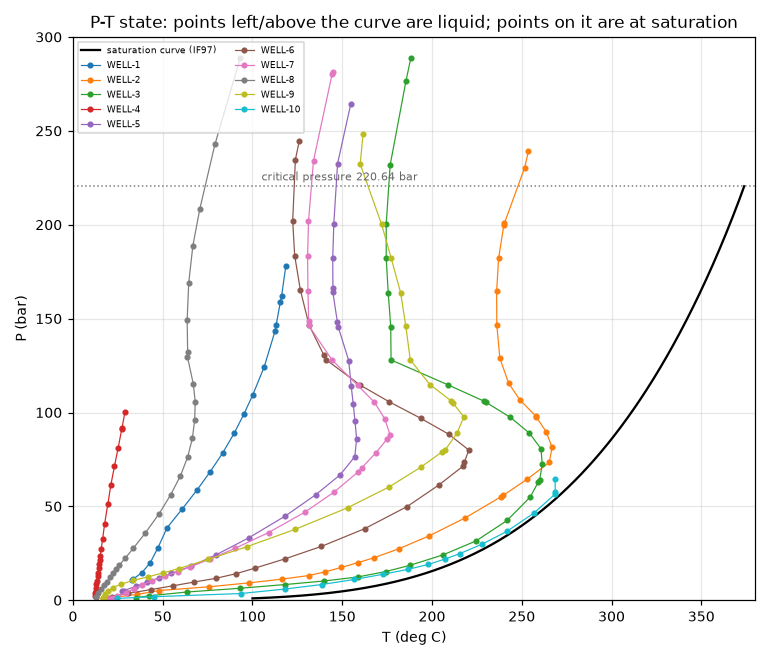 P-T state: points left/above the curve are liquid; points on it are at saturation
saturation curve (IF97)
WELL-1
WELL-2
WELL-3
WELL-4
WELL-5
WELL-6
WELL-7
WELL-8
WELL-9
WELL-10
critical pressure 220.64 bar
P (bar)
300
250
200
150
100
50
0
0
50
100
150
200
250
300
350
T (deg C)